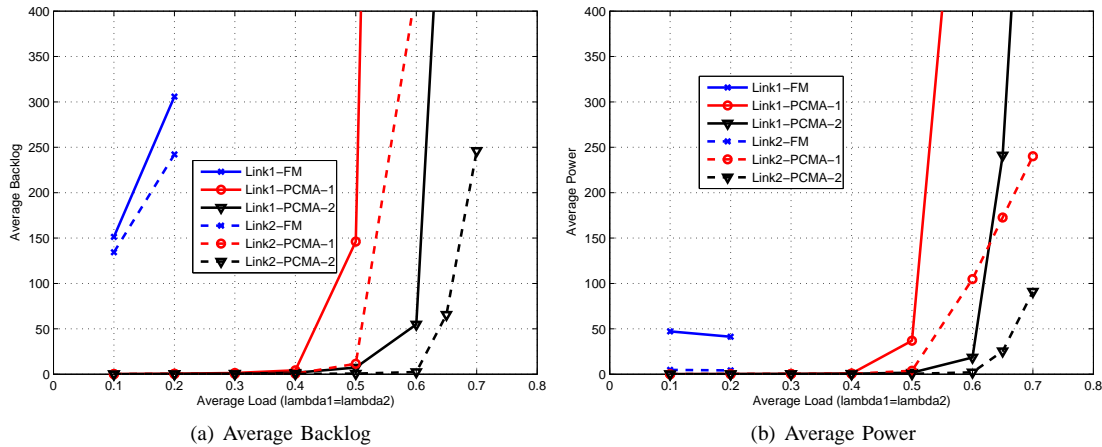 400
350
300
250
200
150
100
50
0
Average Backlog
Link1−FM
Link1−PCMA−1
Link1−PCMA−2
Link2−FM
Link2−PCMA−1
Link2−PCMA−2
0 0.1 0.2 0.3 0.4 0.5 0.6 0.7 0.8
Average Load (lambda1=lambda2)
(a) Average Backlog
400
350
300
250
200
150
100
50
0
Average Power
Link1−FM
Link1−PCMA−1
Link1−PCMA−2
Link2−FM
Link2−PCMA−1
Link2−PCMA−2
0 0.1 0.2 0.3 0.4 0.5 0.6 0.7 0.8
Average Load (lambda1=lambda2)
(b) Average Power